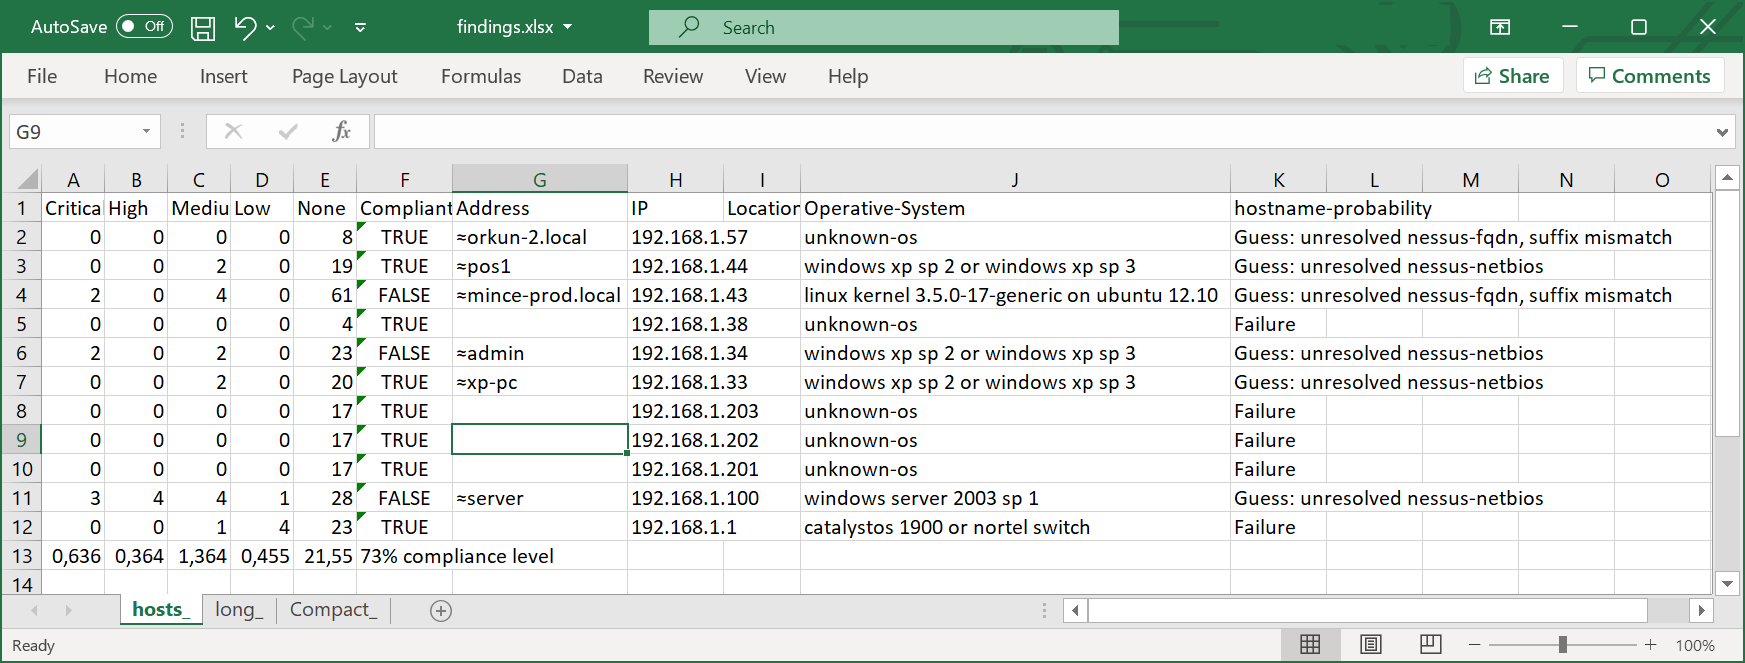 AutoSave Off findings.xlsx Search
File Home Insert Page Layout Formulas Data Review View Help Share Comments
G9 fx
A B C D E F G H I J K L M N O
1 Critica High Mediu Low None Compliant Address IP Location Operative-System hostname-probability
2 0 0 0 0 8 TRUE ≈orkun-2.local 192.168.1.57 unknown-os Guess: unresolved nessus-fqdn, suffix mismatch
3 0 0 2 0 19 TRUE ≈pos1 192.168.1.44 windows xp sp 2 or windows xp sp 3 Guess: unresolved nessus-netbios
4 2 0 4 0 61 FALSE ≈mince-prod.local 192.168.1.43 linux kernel 3.5.0-17-generic on ubuntu 12.10 Guess: unresolved nessus-fqdn, suffix mismatch
5 0 0 0 0 4 TRUE 192.168.1.38 unknown-os Failure
6 2 0 2 0 23 FALSE ≈admin 192.168.1.34 windows xp sp 2 or windows xp sp 3 Guess: unresolved nessus-netbios
7 0 0 2 0 20 TRUE ≈xp-pc 192.168.1.33 windows xp sp 2 or windows xp sp 3 Guess: unresolved nessus-netbios
8 0 0 0 0 17 TRUE 192.168.1.203 unknown-os Failure
9 0 0 0 0 17 TRUE 192.168.1.202 unknown-os Failure
10 0 0 0 0 17 TRUE 192.168.1.201 unknown-os Failure
11 3 4 4 1 28 FALSE ≈server 192.168.1.100 windows server 2003 sp 1 Guess: unresolved nessus-netbios
12 0 0 1 4 23 TRUE 192.168.1.1 catalystos 1900 or nortel switch Failure
13 0,636 0,364 1,364 0,455 21,55 73% compliance level
14
hosts_ long_ Compact_
Ready 100%